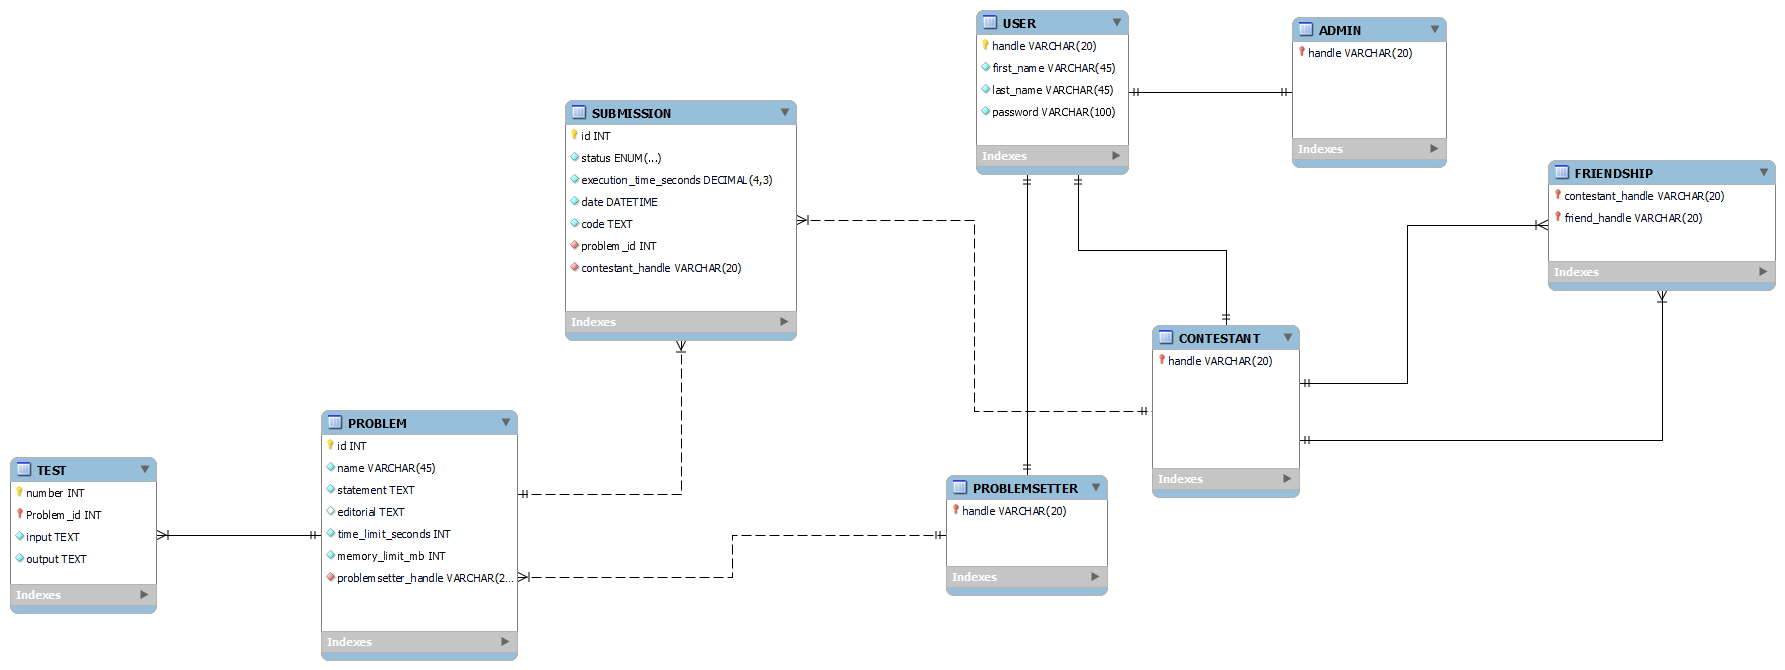 USER
handle VARCHAR(20)
first_name VARCHAR(45)
last_name VARCHAR(45)
password VARCHAR(100)
Indexes
ADMIN
handle VARCHAR(20)
Indexes
SUBMISSION
id INT
status ENUM(...)
execution_time_seconds DECIMAL(4,3)
date DATETIME
code TEXT
problem_id INT
contestant_handle VARCHAR(20)
Indexes
FRIENDSHIP
contestant_handle VARCHAR(20)
friend_handle VARCHAR(20)
Indexes
CONTESTANT
handle VARCHAR(20)
Indexes
PROBLEM
id INT
name VARCHAR(45)
statement TEXT
editorial TEXT
time_limit_seconds INT
memory_limit_mb INT
problemsetter_handle VARCHAR(2...
Indexes
TEST
number INT
Problem_id INT
input TEXT
output TEXT
Indexes
PROBLEMSETTER
handle VARCHAR(20)
Indexes